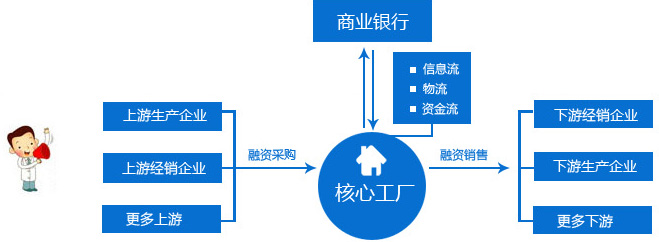 商业银行
信息流
物流
资金流
上游生产企业
上游经销企业
更多上游
融资采购
核心工厂
融资销售
下游经销企业
下游生产企业
更多下游